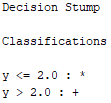 Decision Stump
Classifications
y <= 2.0 : *
y > 2.0 : +